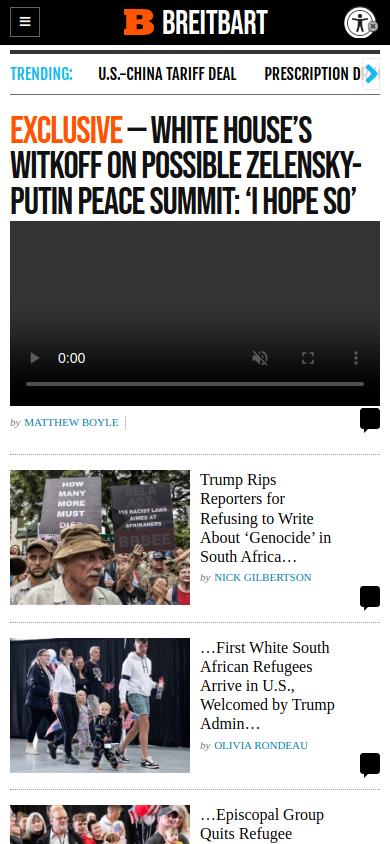 BREITBART
TRENDING:
U.S.–CHINA TARIFF DEAL
PRESCRIPTION
EXCLUSIVE — WHITE HOUSE’S
WITKOFF ON POSSIBLE ZELENSKY-
PUTIN PEACE SUMMIT: ‘I HOPE SO’
0:00
by MATTHEW BOYLE
HOW
MANY
MORE
MUST
DIE
116 RACIST LAWS
AIMED AT
AFRIKANERS
BRBEE
Trump Rips
Reporters for
Refusing to Write
About ‘Genocide’ in
South Africa…
by NICK GILBERTSON
…First White South
African Refugees
Arrive in U.S.,
Welcomed by Trump
Admin…
by OLIVIA RONDEAU
…Episcopal Group
Quits Refugee